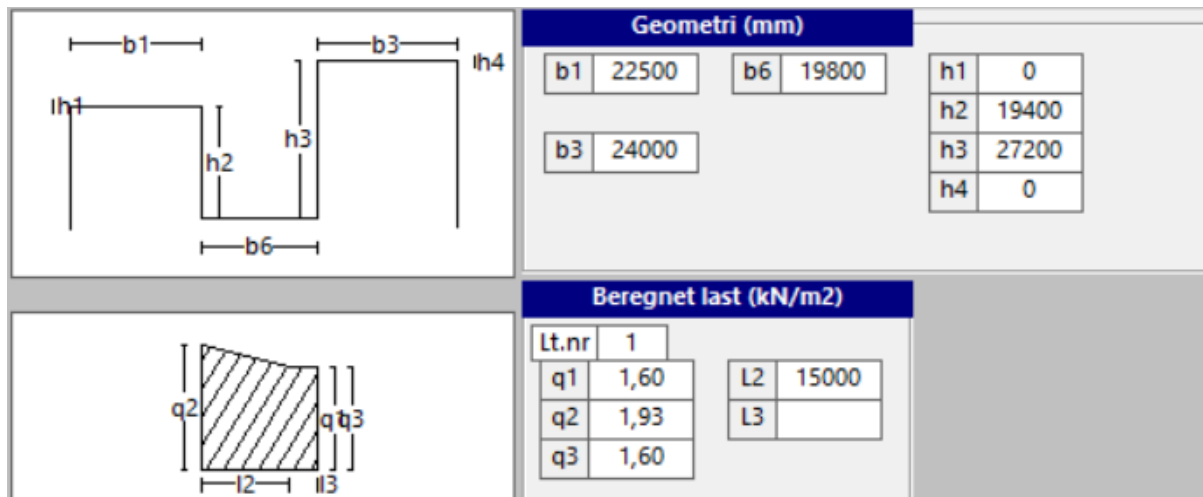 b1
b3
h4
h1
h2
h3
b6
Geometri (mm)
b1 22500 b6 19800 h1 0
h2 19400
b3 24000 h3 27200
h4 0
Beregnet last (kN/m2)
Lt.nr 1
q1 1,60 L2 15000
q2 1,93 L3
q3 1,60
q2
q1
q3
l2
l3